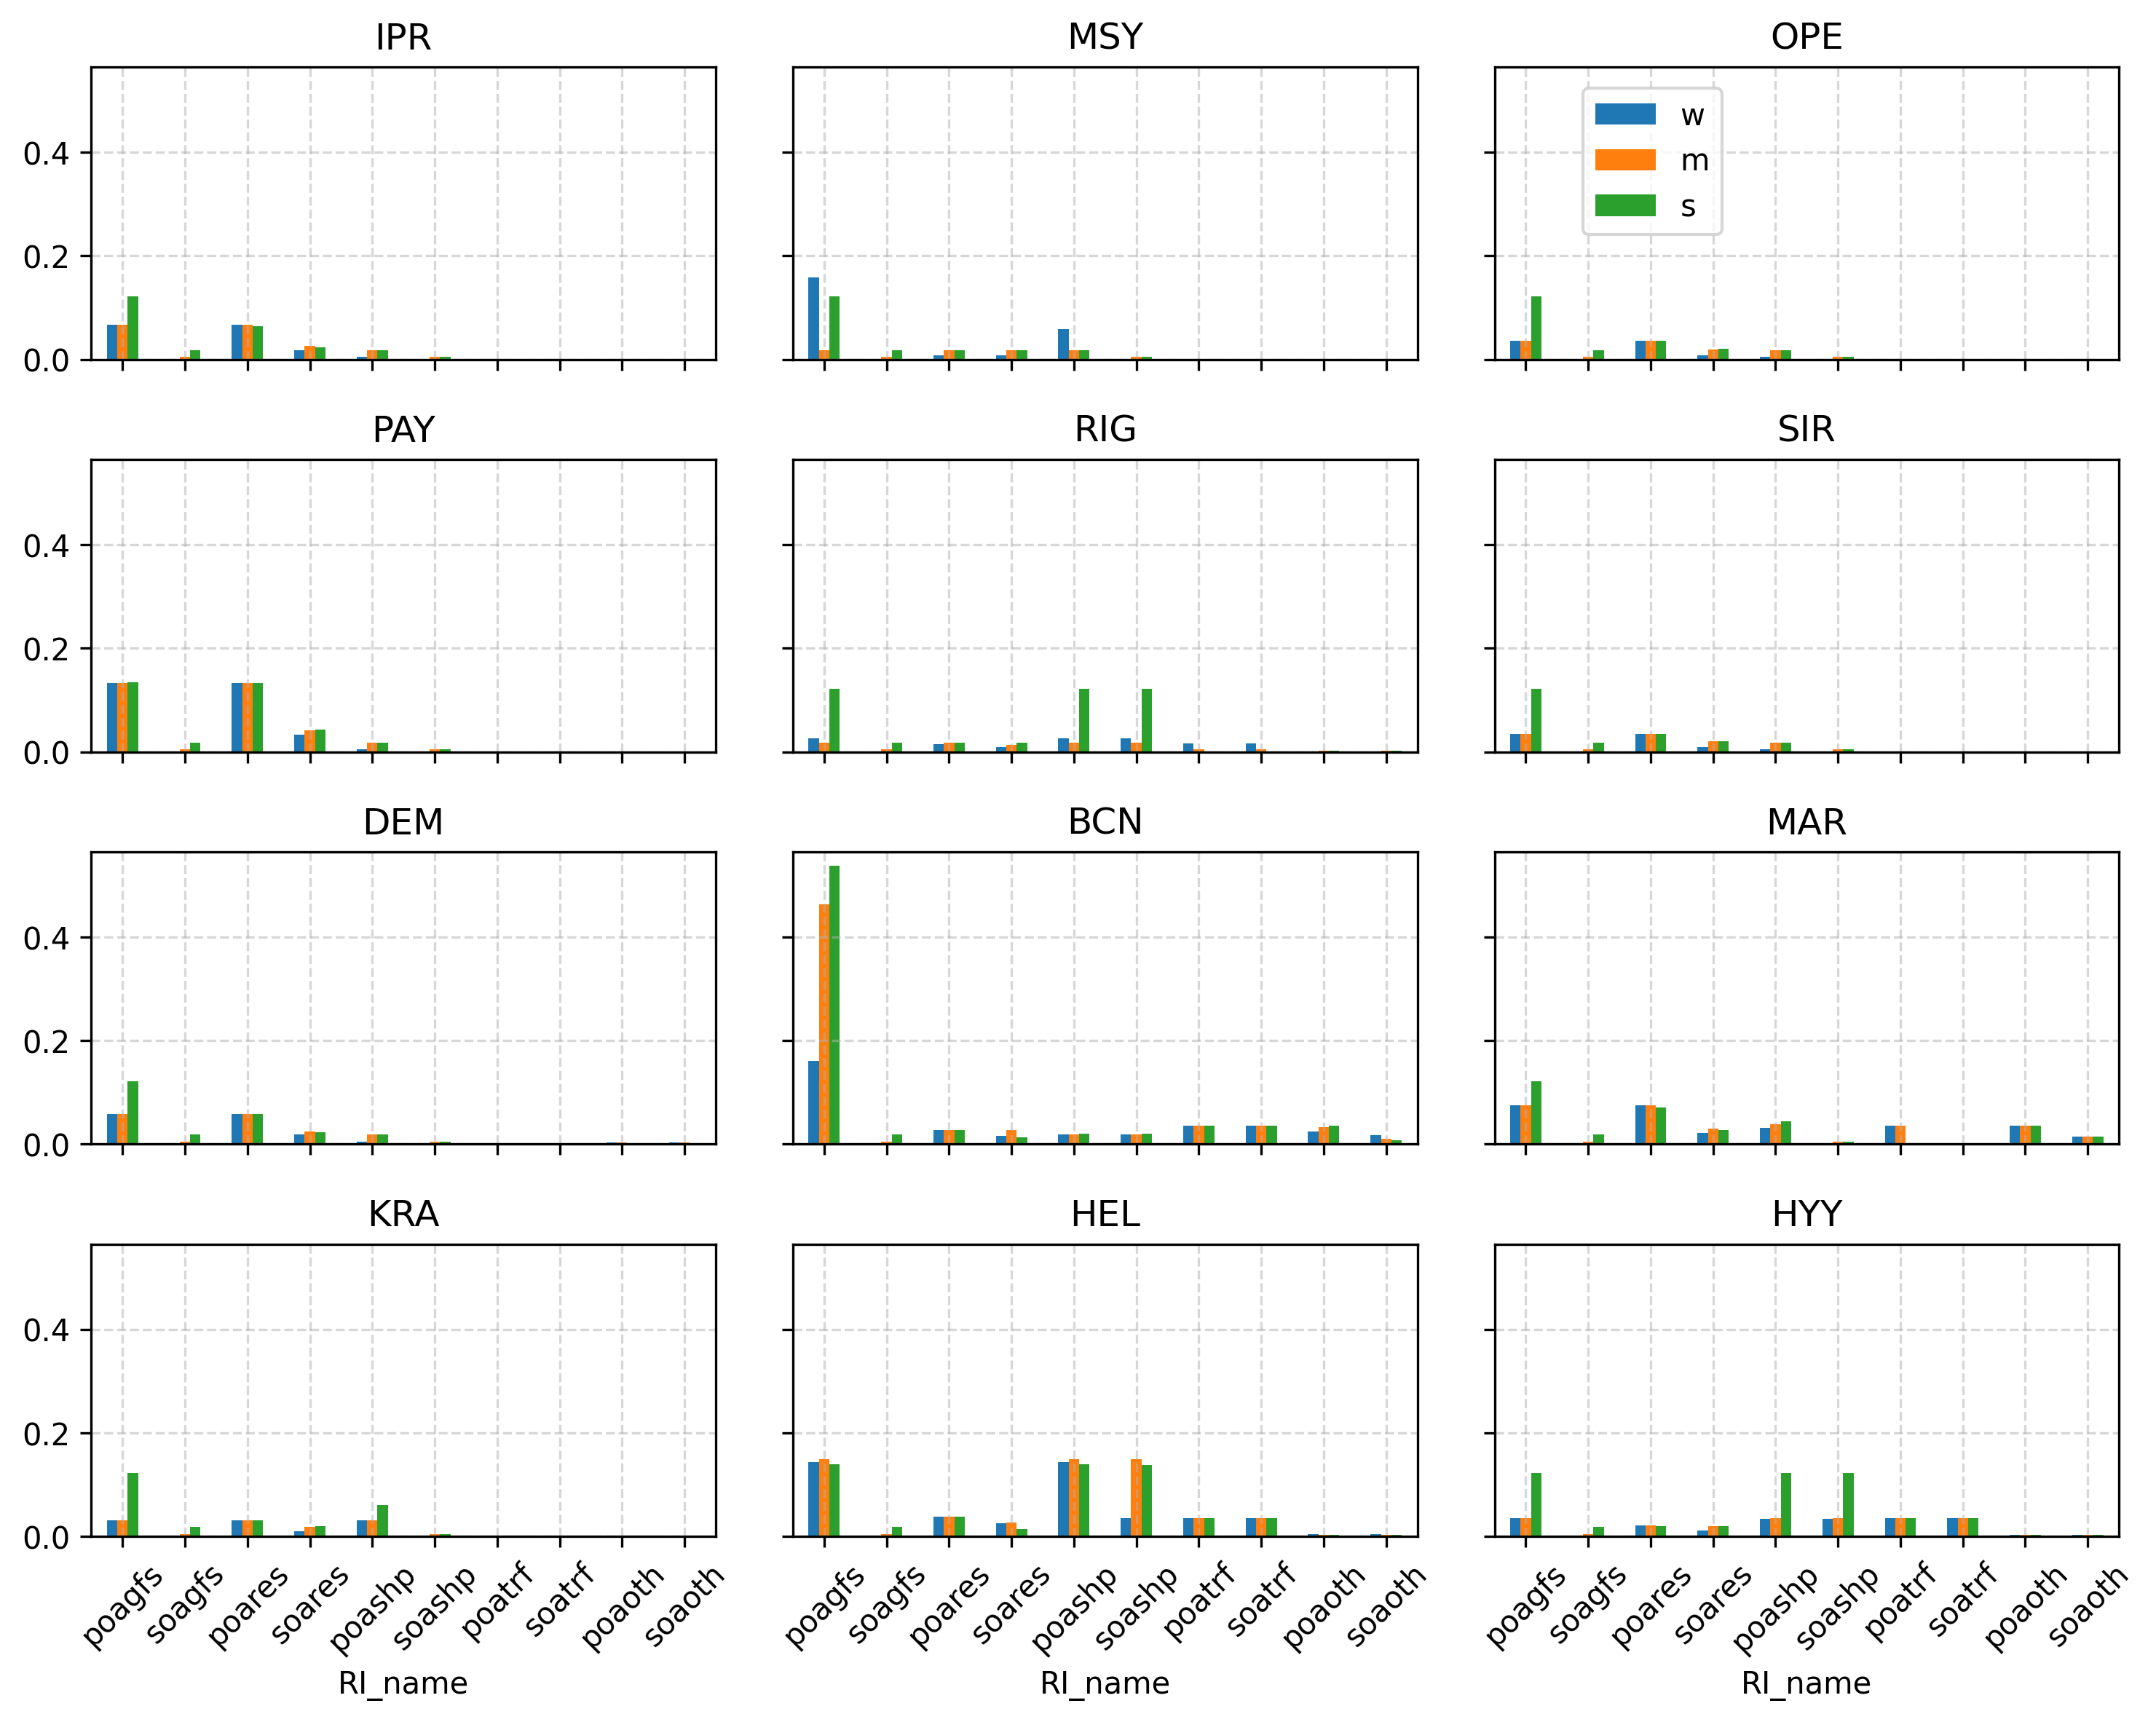 IPR MSY OPE
0.4
0.2
0.0
w
m
s
PAY RIG SIR
0.4
0.2
0.0
DEM BCN MAR
0.4
0.2
0.0
KRA HEL HYY
0.4
0.2
0.0
poagfs soagfs poares soares poashp soashp poatrf soatrf poaoth soaoth
poagfs soagfs poares soares poashp soashp poatrf soatrf poaoth soaoth
poagfs soagfs poares soares poashp soashp poatrf soatrf poaoth soaoth
RI_name RI_name RI_name